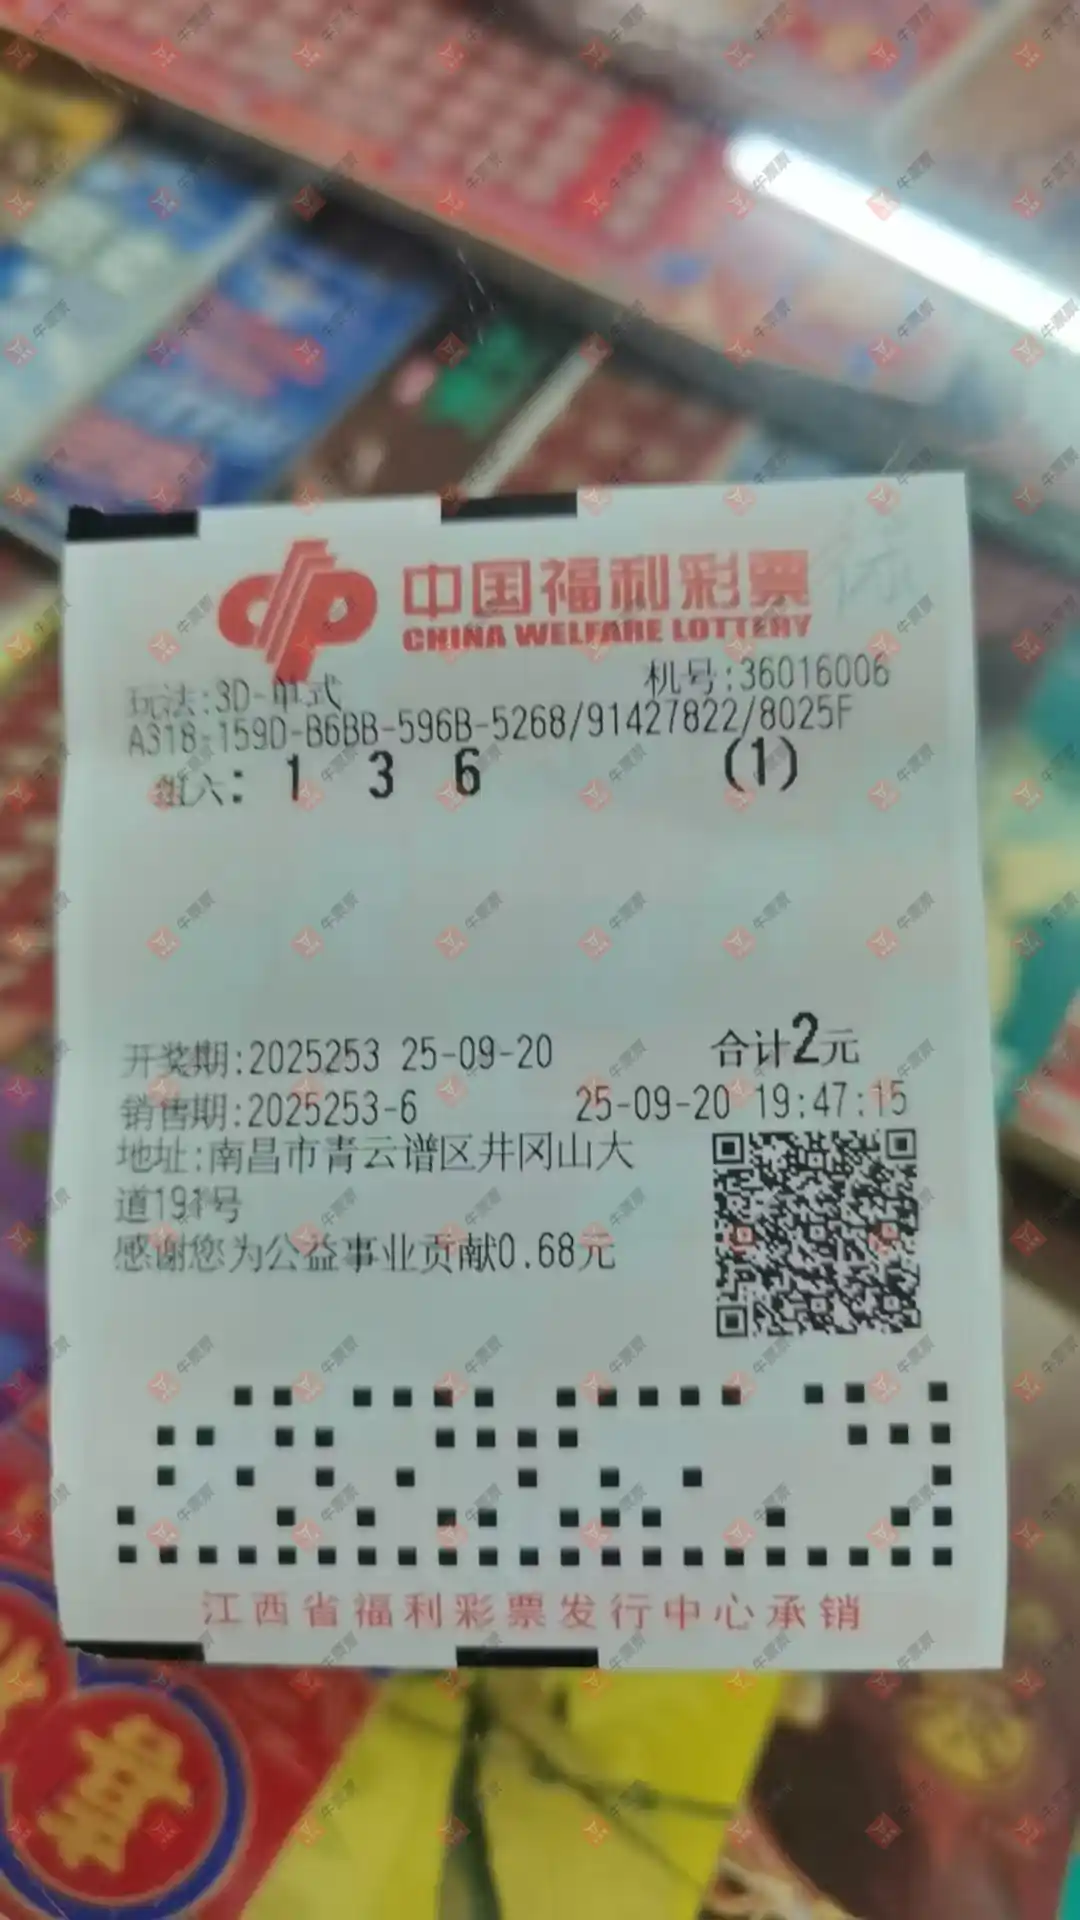 中国福利彩票
CHINA WELFARE LOTTERY
玩法:3D-单式 机号:36016006
A318-159D-B6BB-596B-5268/91427822/8025F
组六: 1 3 6 (1)
开奖期:2025253 25-09-20 合计2元
销售期:2025253-6 25-09-20 19:47:15
地址:南昌市青云谱区井冈山大
道191号
感谢您为公益事业贡献0.68元
江西省福利彩票发行中心承销
牛票票